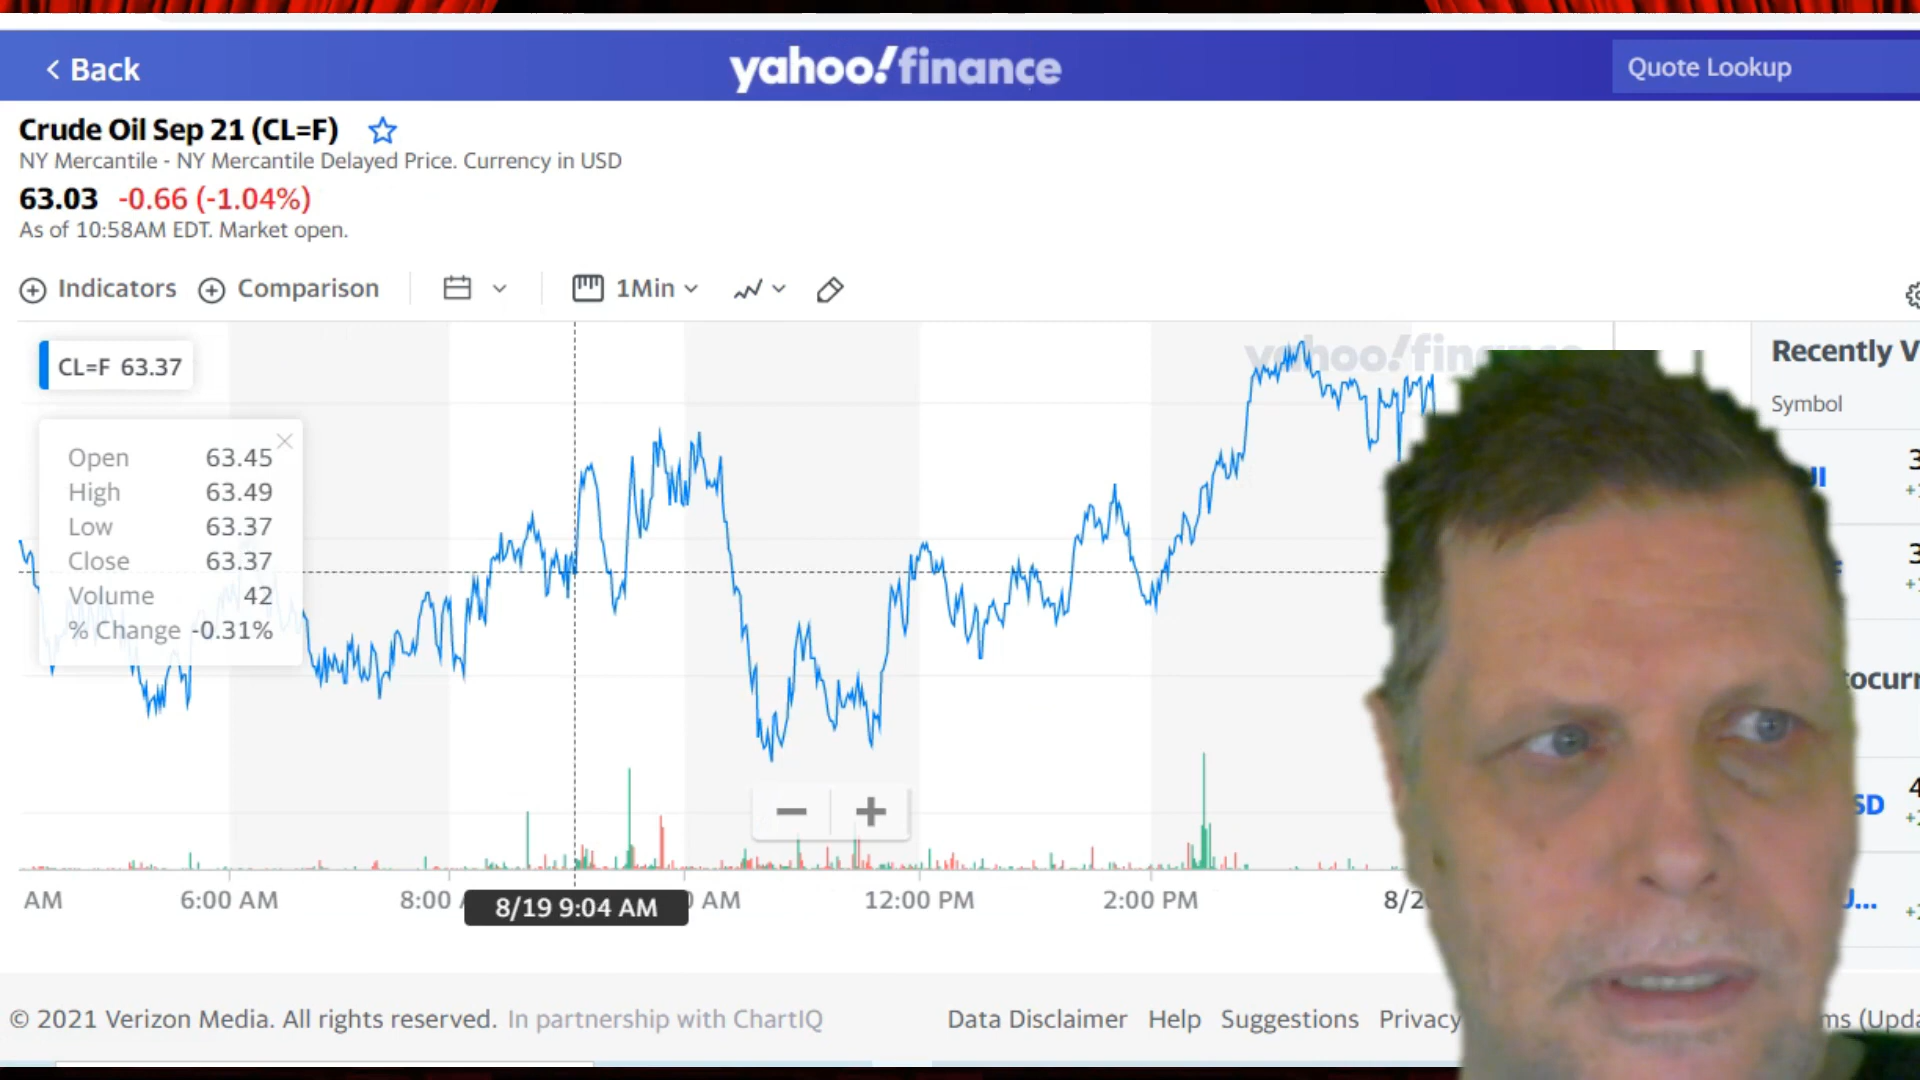 Back
yahoo!finance
Quote Lookup
Crude Oil Sep 21 (CL=F)
NY Mercantile - NY Mercantile Delayed Price. Currency in USD
63.03 -0.66 (-1.04%)
As of 10:58AM EDT. Market open.
Indicators Comparison 1Min
yahoo!fin
CL=F 63.37
Recently V
Symbol
Open 63.45
High 63.49
Low 63.37
Close 63.37
Volume 42
% Change -0.31%
AM 6:00 AM 8:00 8/19 9:04 AM AM 12:00 PM 2:00 PM 8/2
© 2021 Verizon Media. All rights reserved. In partnership with ChartIQ
Data Disclaimer Help Suggestions Privacy